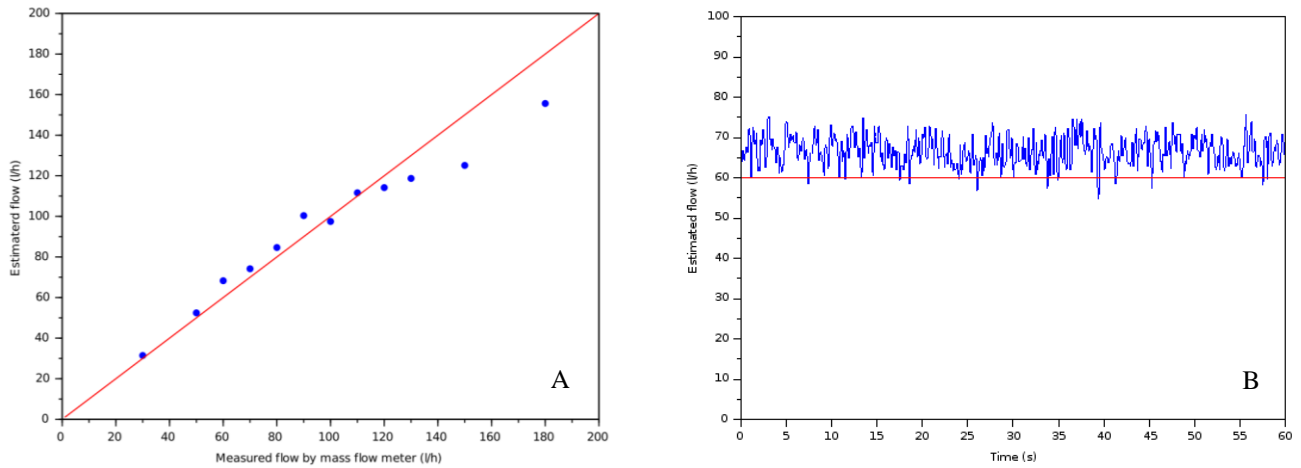 200
180
160
140
120
100
80
60
40
20
0
Estimaterd flow (l/h)
0 20 40 60 80 100 120 140 160 180 200
Measured flow by mass flow meter (l/h)
A
100
90
80
70
60
50
40
30
20
10
0
Estimated flow (l/h)
0 5 10 15 20 25 30 35 40 45 50 55 60
Time (s)
B